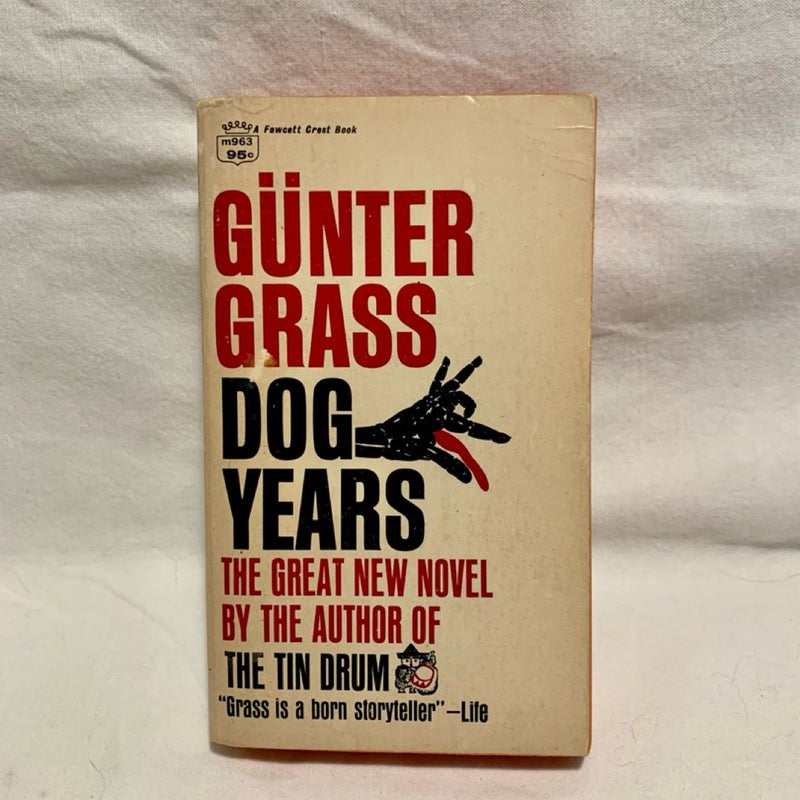 A Fawcett Crest Book
m963
95c
GÜNTER
GRASS
DOG
YEARS
THE GREAT NEW NOVEL
BY THE AUTHOR OF
THE TIN DRUM
"Grass is a born storyteller"—Life